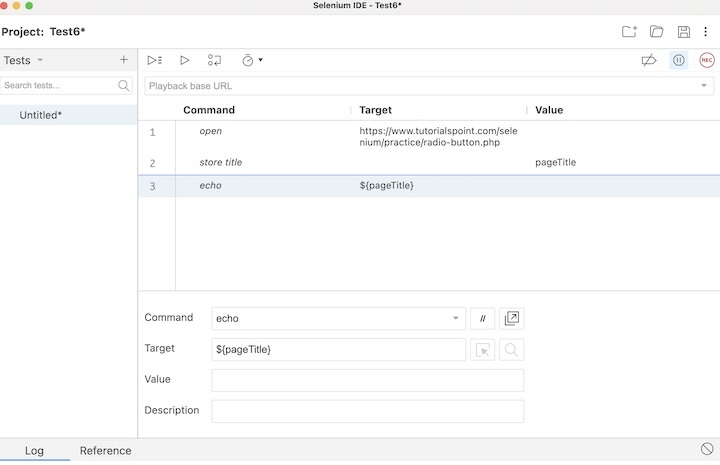 Selenium IDE - Test6*
Project: Test6*
Tests
+
Search tests...
Untitled*
REC
Playback base URL
Command Target Value
1 open https://www.tutorialspoint.com/sele
nium/practice/radio-button.php
2 store title pageTitle
3 echo ${pageTitle}
Command echo //
Target ${pageTitle}
Value
Description
Log Reference